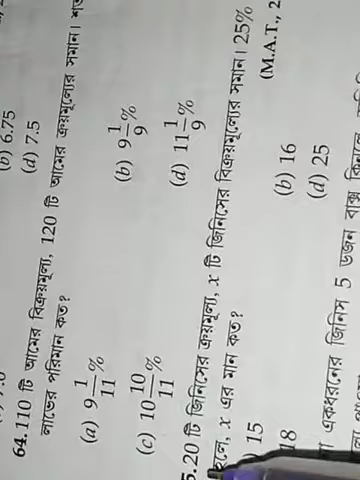 (b) 6.75
(d) 7.5
64. 110 টি আমের বিক্রয়মূল্য, 120 টি আমের ক্রয়মূল্যের সমান।
লাভের পরিমান কত?
(a) 9 1/11 %
(b) 9 1/9 %
(c) 10 10/11 %
(d) 11 1/9 %
5. 20 টি জিনিসের ক্রয়মূল্য, x টি জিনিসের বিক্রয়মূল্যের সমান। 25%
হলে, x এর মান কত?
(M.A.T., 2
) 15
(b) 16
18
(d) 25
একধরনের জিনিস 5 ডজন বাক্স